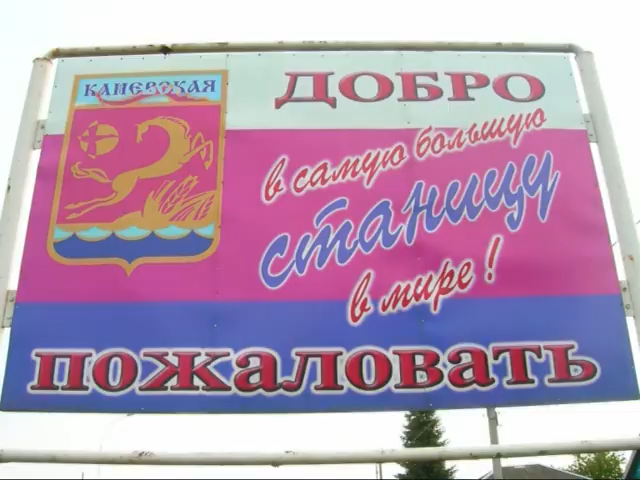 КАНЕВСКАЯ
ДОБРО
в самую большую
станицу
в мире!
ПОЖАЛОВАТЬ